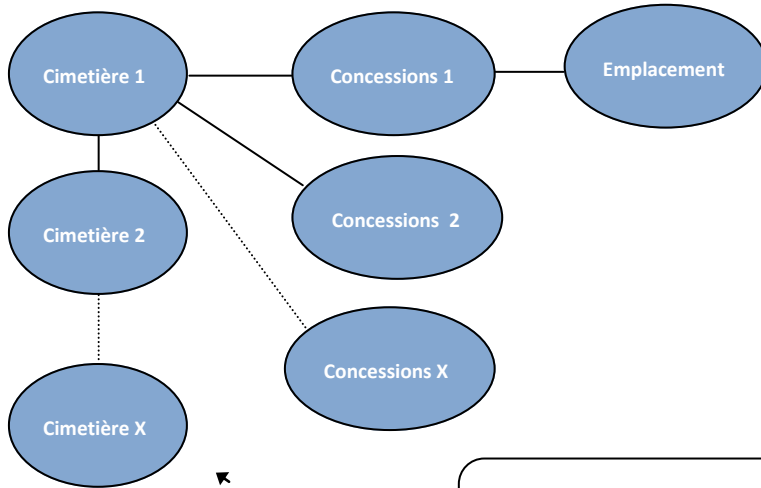 Cimetière 1
Concessions 1
Emplacement
Cimetière 2
Concessions  2
Concessions X
Cimetière X